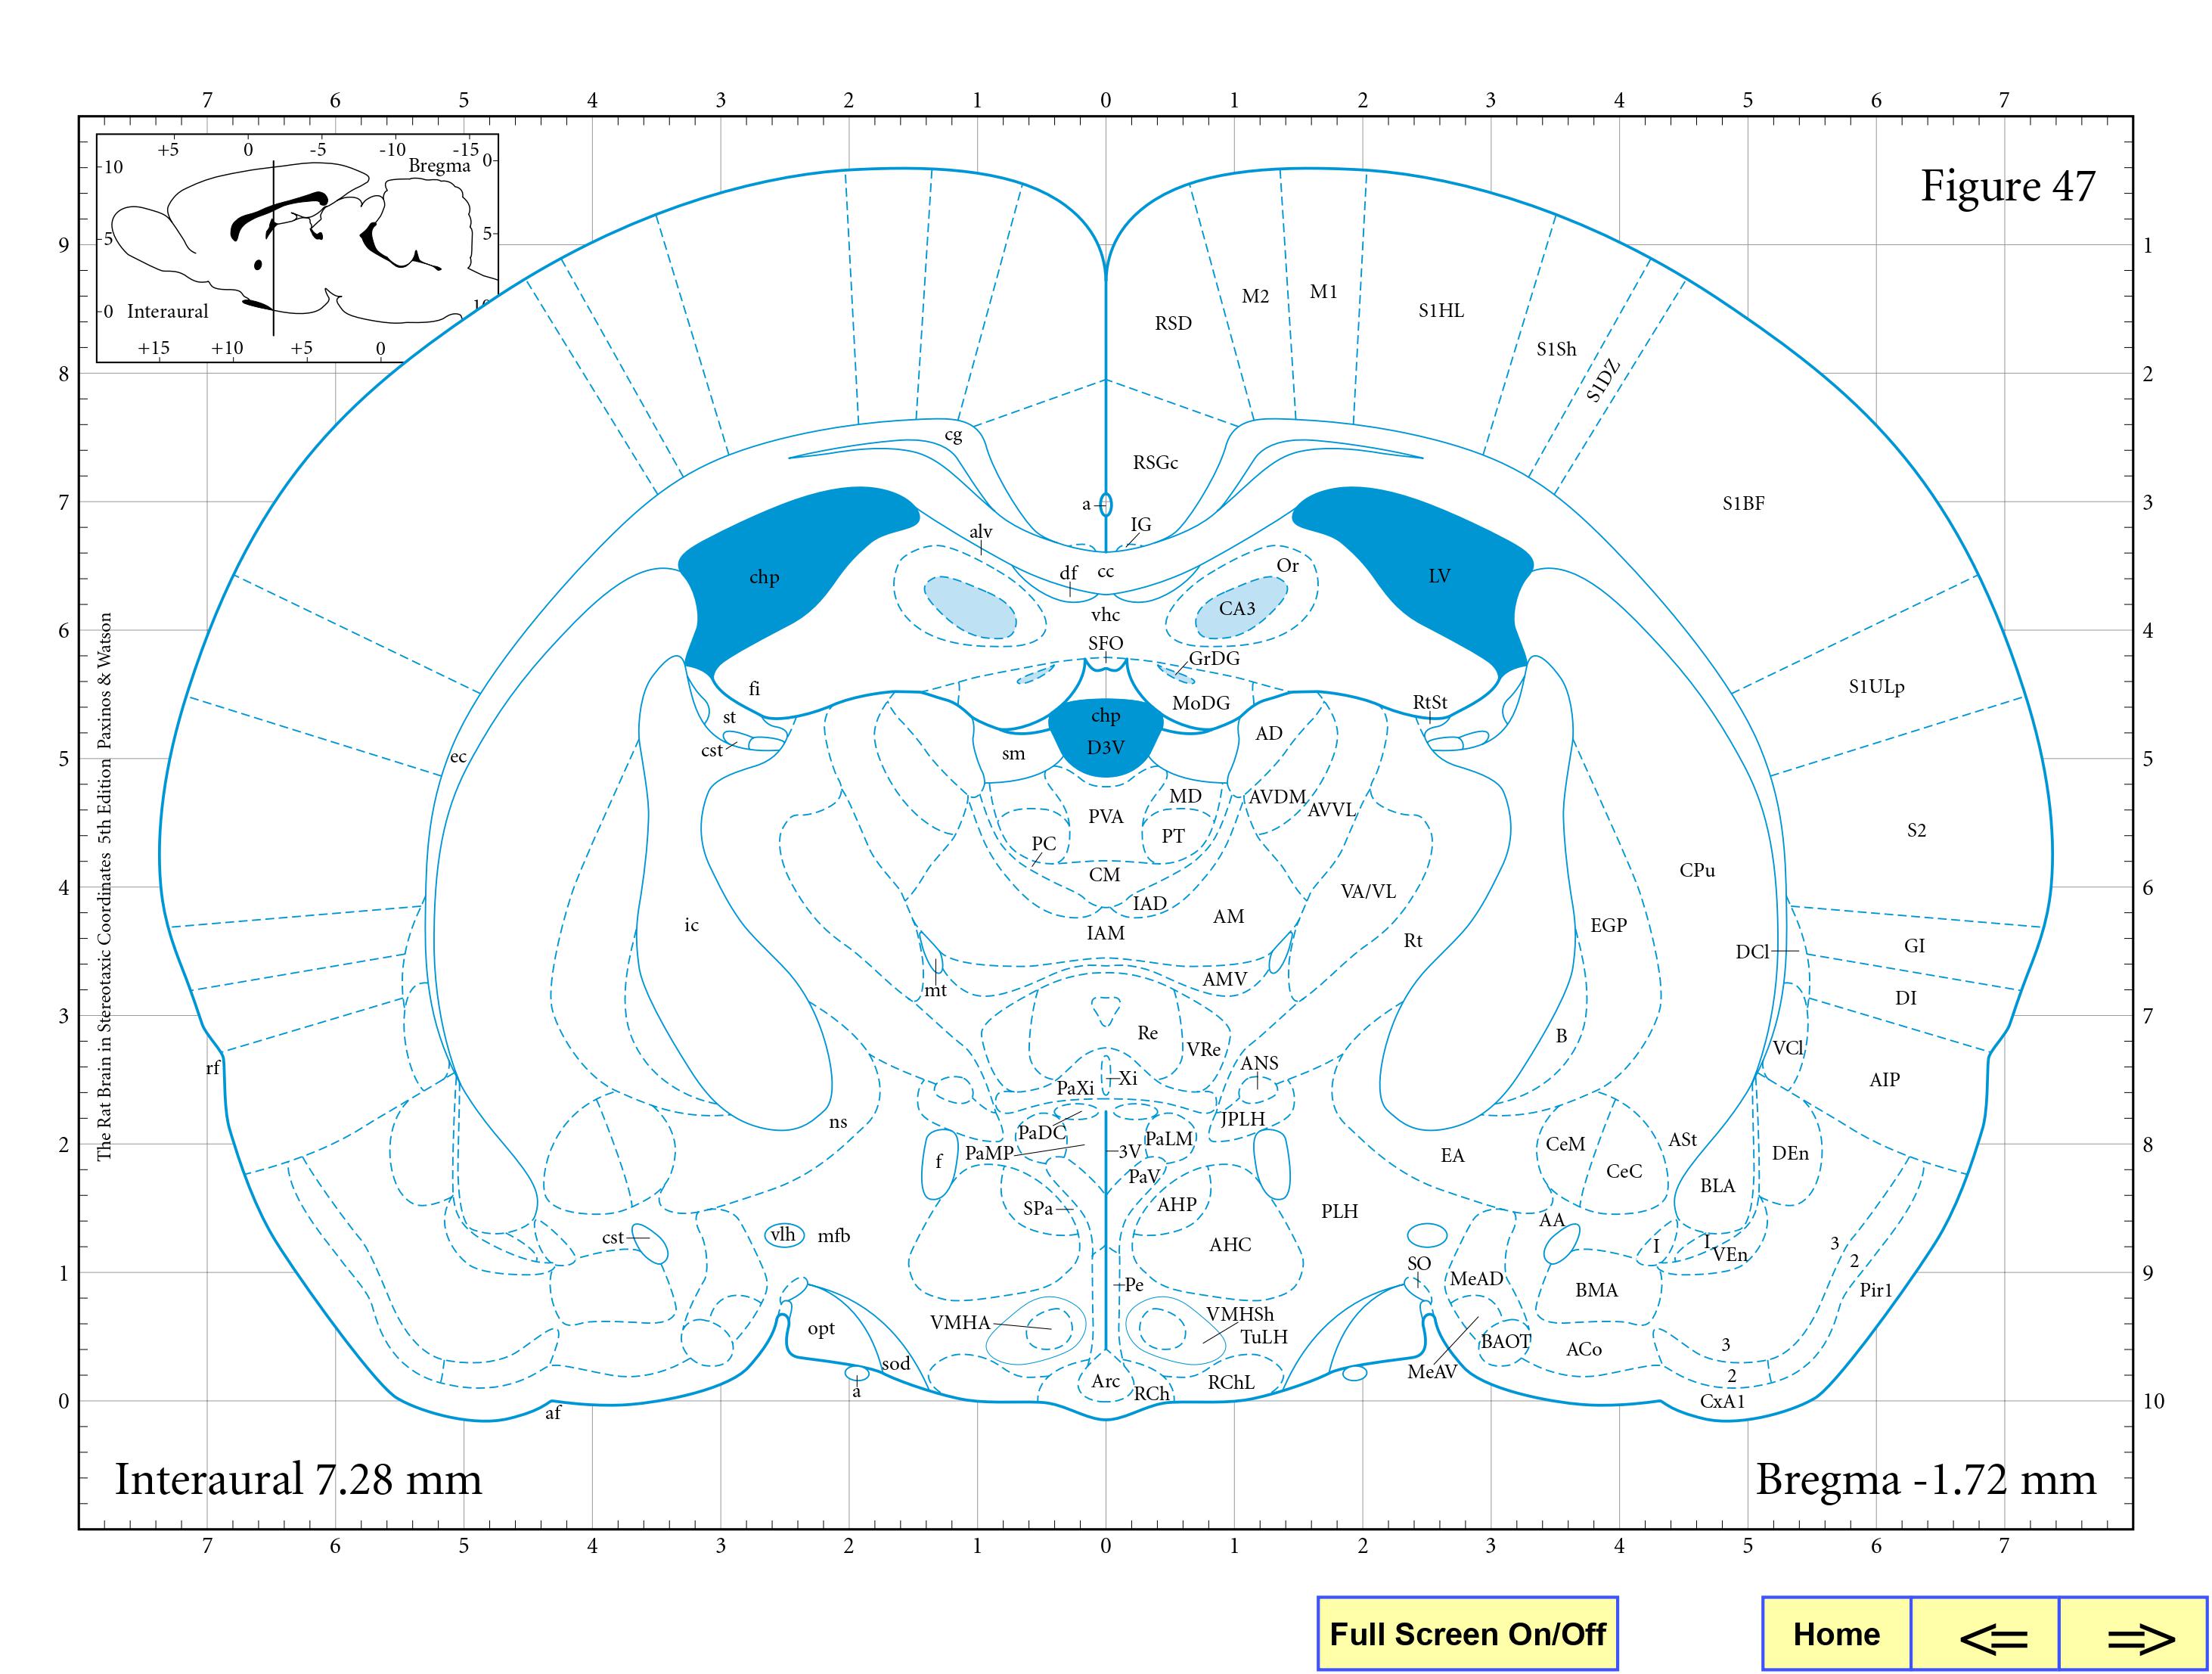 7 6 5 4 3 2 1 0 1 2 3 4 5 6 7
+5 0 -5 -10 -15
Bregma 0
10
5
5
0 Interaural
10
+15 +10 +5 0
Figure 47
9 1
8 2
7 3
6 4
5 5
4 6
3 7
2 8
1 9
0 10
The Rat Brain in Stereotaxic Coordinates 5th Edition Paxinos & Watson
M2 M1
S1HL
RSD
S1Sh
S1DZ
cg
RSGc
S1BF
a
IG
alv
Or
cc
df
chp
LV
CA3
vhc
SFO
GrDG
S1ULp
fi
MoDG
RtSt
st
chp
AD
D3V
cst
sm
ec
MD
AVDM
AVVL
PVA
S2
PT
PC
CPu
CM
VA/VL
IAD
AM
ic
EGP
IAM
Rt
GI
DCl
AMV
mt
DI
Re
B
VRe
VCl
ANS
rf
Xi
AIP
PaXi
JPLH
ns
PaDC
PaLM
ASt
CeM
3V
PaMP
DEn
EA
f
CeC
PaV
BLA
AHP
SPa
PLH
AA
vlh
mfb
cst
I
I
AHC
3
VEn
2
SO
MeAD
Pe
BMA
Pir1
VMHSh
VMHA
opt
TuLH
BAOT
3
ACo
sod
MeAV
2
Arc
RChL
a
RCh
CxA1
af
Interaural 7.28 mm
Bregma -1.72 mm
7 6 5 4 3 2 1 0 1 2 3 4 5 6 7
Full Screen On/Off
Home <= =>